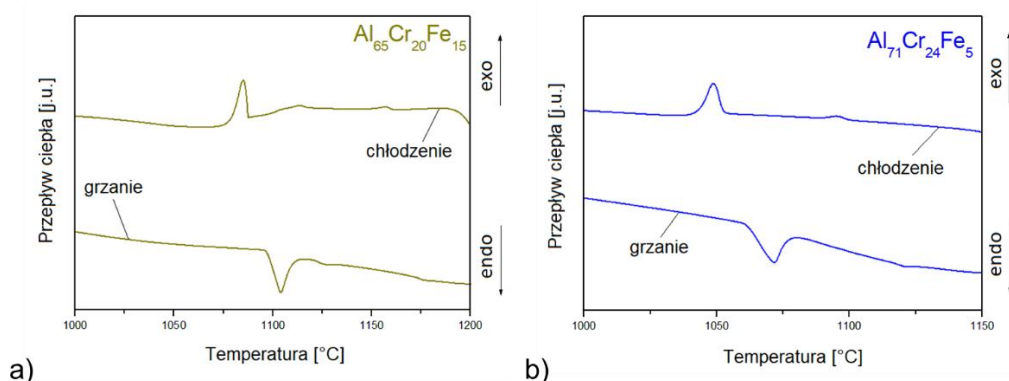 Al65Cr20Fe15
Przepływ ciepła [j.u.]
exo
chłodzenie
grzanie
endo
1000
1050
1100
1150
1200
Temperatura [°C]
a)
Al71Cr24Fe5
Przepływ ciepła [j.u.]
exo
chłodzenie
grzanie
endo
1000
1050
1100
1150
Temperatura [°C]
b)